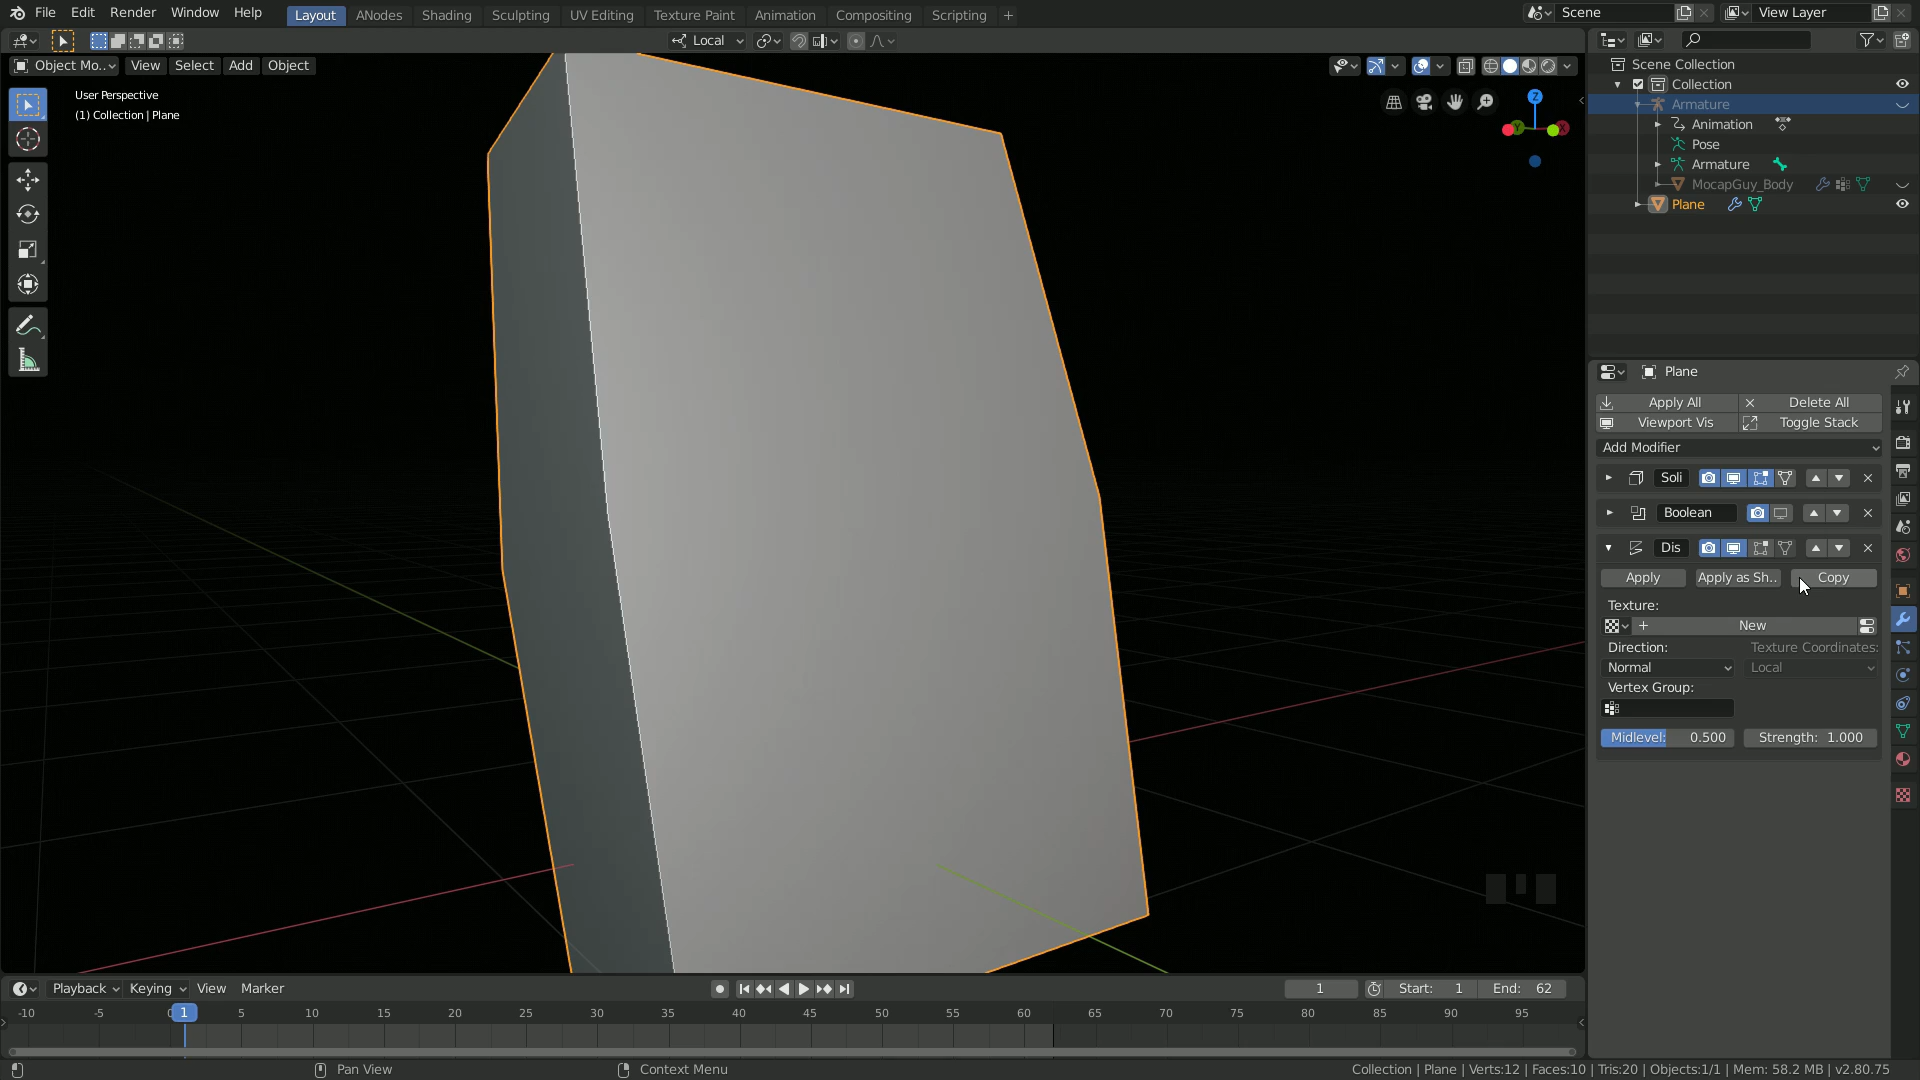 File Edit Render Window Help Layout ANodes Shading Sculpting UV Editing Texture Paint Animation Compositing Scripting + Scene View Layer
Local
Object Mo.. View Select Add Object
User Perspective
(1) Collection | Plane
Z
Y
X
Scene Collection
Collection
Armature
Animation
Pose
Armature
MocapGuy_Body
Plane
Plane
Apply All Delete All
Viewport Vis Toggle Stack
Add Modifier
Soli
Boolean
Dis
Apply Apply as Sh.. Copy
Texture:
New
Direction: Texture Coordinates:
Normal Local
Vertex Group:
Midlevel: 0.500 Strength: 1.000
Playback Keying View Marker 1 Start: 1 End: 62
-10 -5 0 1 5 10 15 20 25 30 35 40 45 50 55 60 65 70 75 80 85 90 95
Pan View Context Menu Collection | Plane | Verts:12 | Faces:10 | Tris:20 | Objects:1/1 | Mem: 58.2 MB | v2.80.75